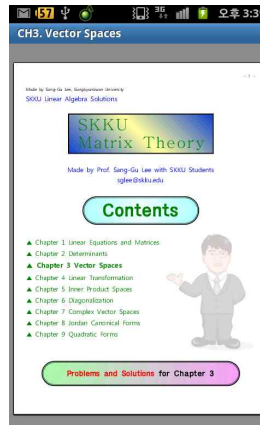 57 3G 오후 3:3
CH3. Vector Spaces
- 1 -
Made by Sang-Gu Lee, Sungkyunkwan University
SKKU Linear Algebra Solutions
SKKU
Matrix Theory
Made by Prof. Sang-Gu Lee with SKKU Students
sglee@skku.edu
Contents
▲ Chapter 1 Linear Equations and Matrices
▲ Chapter 2 Determinants
▲ Chapter 3 Vector Spaces
▲ Chapter 4 Linear Transformation
▲ Chapter 5 Inner Product Spaces
▲ Chapter 6 Diagonalization
▲ Chapter 7 Complex Vector Spaces
▲ Chapter 8 Jordan Canonical Forms
▲ Chapter 9 Quadratic Forms
Problems and Solutions for Chapter 3